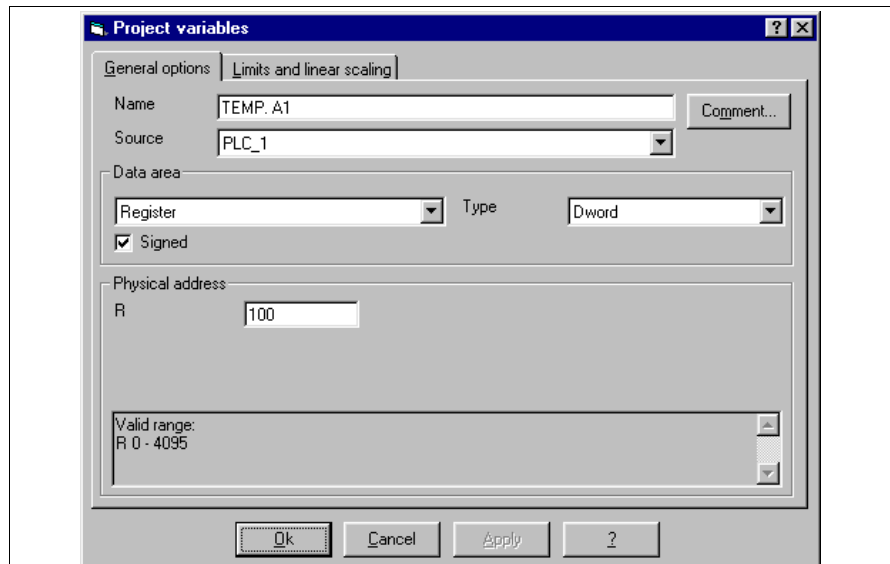 Project variables
General options Limits and linear scaling
Name TEMP. A1 Comment...
Source PLC_1
Data area
Register Type Dword
Signed
Physical address
R 100
Valid range:
R 0 - 4095
Ok Cancel Apply ?